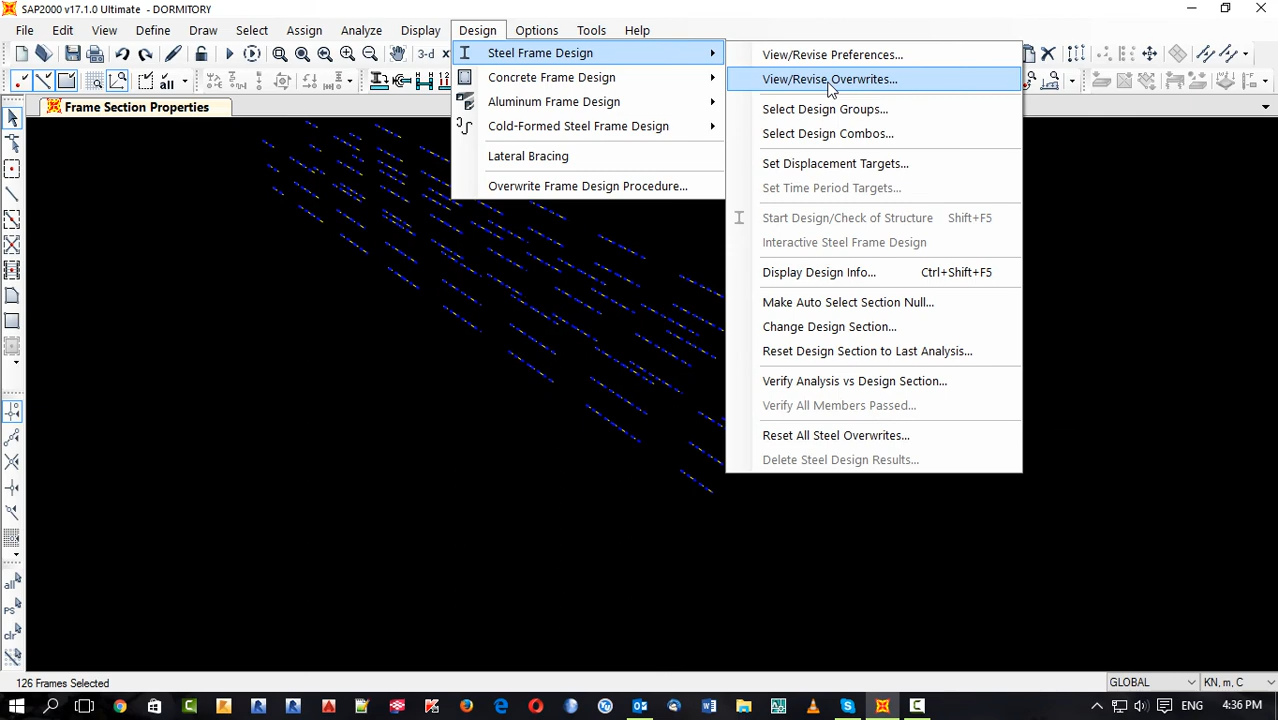 SAP2000 v17.1.0 Ultimate - DORMITORY
File Edit View Define Draw Select Assign Analyze Display Design Options Tools Help
3-d
all
Frame Section Properties
Steel Frame Design
Concrete Frame Design
Aluminum Frame Design
Cold-Formed Steel Frame Design
Lateral Bracing
Overwrite Frame Design Procedure...
View/Revise Preferences...
View/Revise Overwrites...
Select Design Groups...
Select Design Combos...
Set Displacement Targets...
Set Time Period Targets...
Start Design/Check of Structure Shift+F5
Interactive Steel Frame Design
Display Design Info... Ctrl+Shift+F5
Make Auto Select Section Null...
Change Design Section...
Reset Design Section to Last Analysis...
Verify Analysis vs Design Section...
Verify All Members Passed...
Reset All Steel Overwrites...
Delete Steel Design Results...
all
PS
clr
126 Frames Selected
GLOBAL
KN, m, C
ENG
4:36 PM